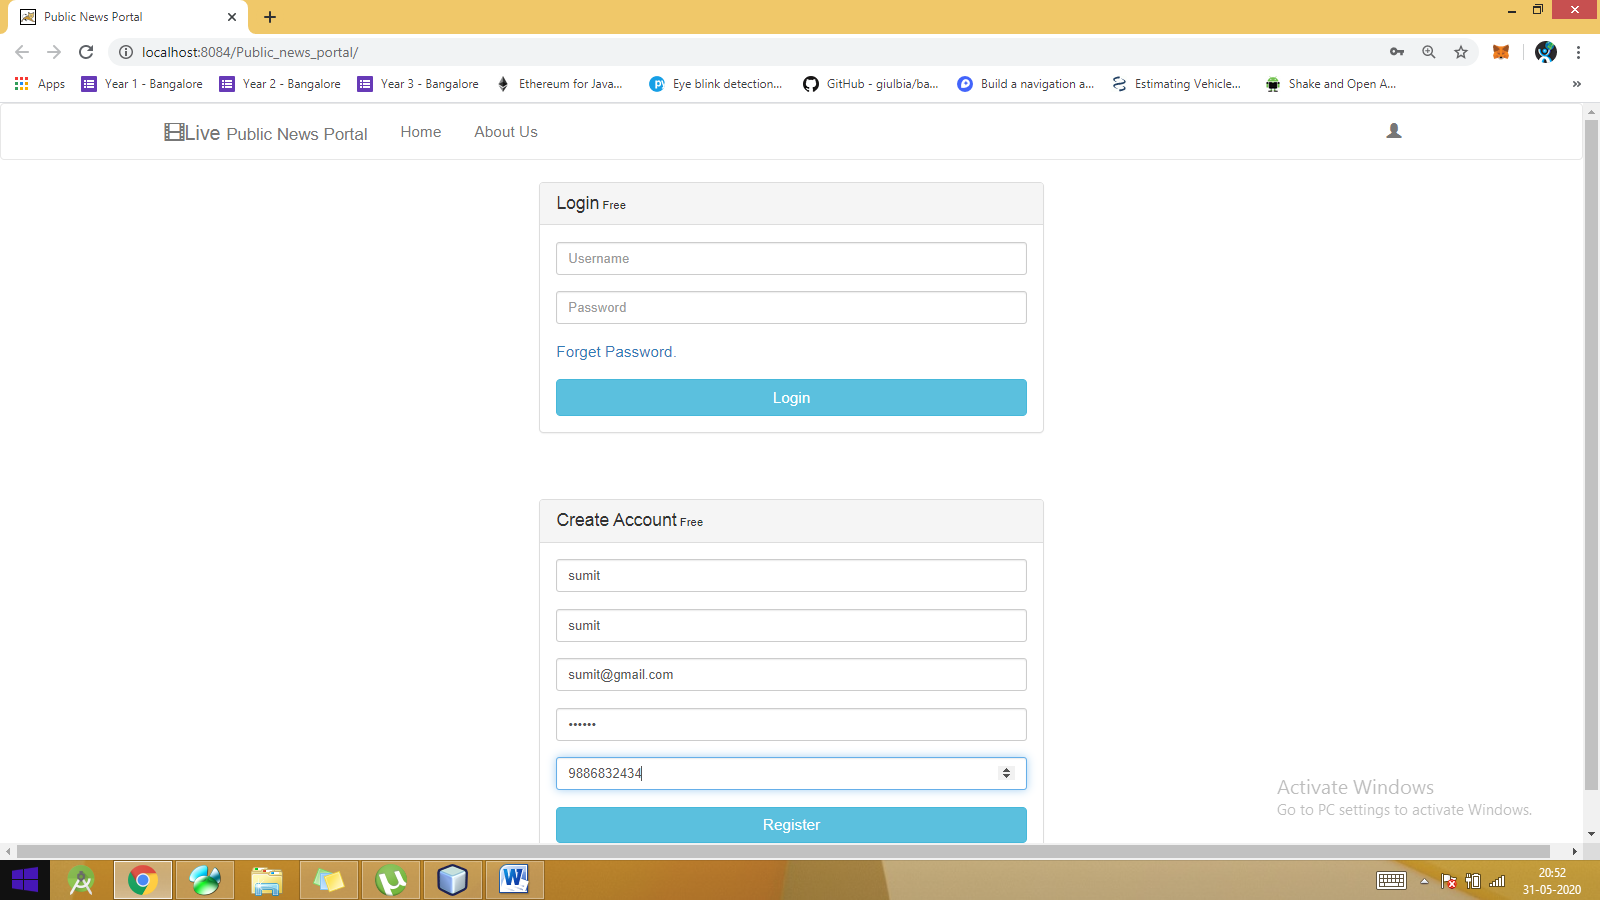 Public News Portal
localhost:8084/Public_news_portal/
Apps Year 1 - Bangalore Year 2 - Bangalore Year 3 - Bangalore Ethereum for Java... Eye blink detection... GitHub - giulbia/ba... Build a navigation a... Estimating Vehicle... Shake and Open A... »
Live Public News Portal Home About Us
Login Free
Username
Password
Forget Password.
Login
Create Account Free
sumit
sumit
sumit@gmail.com
••••••
9886832434
Register
Activate Windows
Go to PC settings to activate Windows.
20:52
31-05-2020